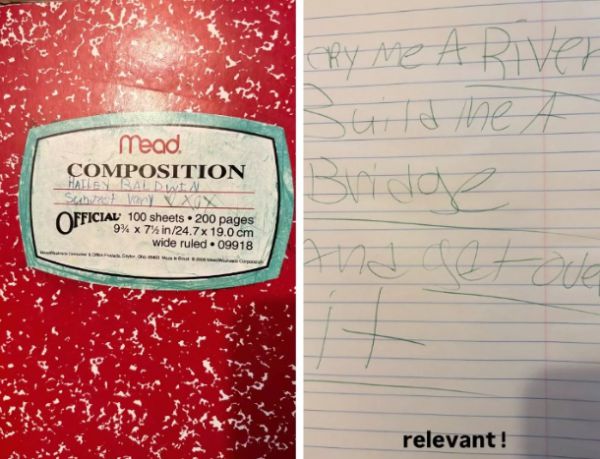 Mead
COMPOSITION
HAILEY BALDWIN
OFFICIAL 100 sheets • 200 pages
9¾ x 7½ in/24.7 x 19.0 cm
wide ruled • 09918
CRY ME A RIVER
Build me A
Bridge
And get ove
it
relevant!